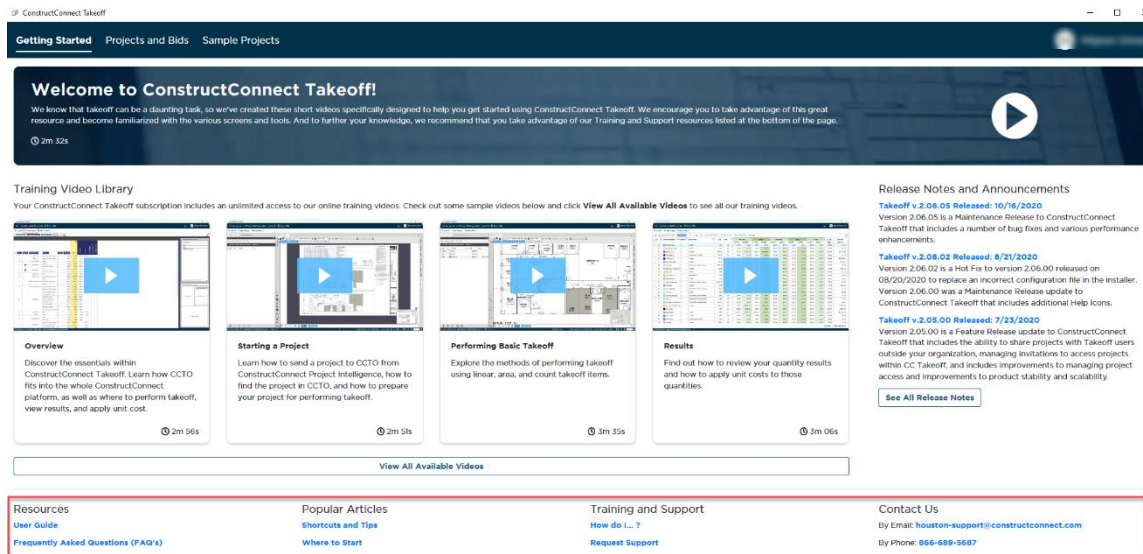 ConstructConnect Takeoff
Getting Started Projects and Bids Sample Projects
Welcome to ConstructConnect Takeoff!
We know that takeoff can be a daunting task, so we've created these short videos specifically designed to help you get started using ConstructConnect Takeoff. We encourage you to take advantage of this great
resource and become familiarized with the various screens and tools. And to further your knowledge, we recommend that you take advantage of our Training and Support resources listed at the bottom of the page.
2m 32s
Training Video Library
Your ConstructConnect Takeoff subscription includes an unlimited access to our online training videos. Check out some sample videos below and click View All Available Videos to see all our training videos.
Overview
Discover the essentials within
ConstructConnect Takeoff. Learn how CCTO
fits into the whole ConstructConnect
platform, as well as where to perform takeoff,
view results, and apply unit cost.
2m 56s
Starting a Project
Learn how to send a project to CCTO from
ConstructConnect Project Intelligence, how to
find the project in CCTO, and how to prepare
your project for performing takeoff.
2m 51s
Performing Basic Takeoff
Explore the methods of performing takeoff
using linear, area, and count takeoff items.
3m 35s
Results
Find out how to review your quantity results
and how to apply unit costs to those
quantities.
3m 06s
View All Available Videos
Release Notes and Announcements
Takeoff v.2.06.05 Released: 10/16/2020
Version 2.06.05 is a Maintenance Release to ConstructConnect
Takeoff that includes a number of bug fixes and various performance
enhancements.
Takeoff v.2.06.02 Released: 8/21/2020
Version 2.06.02 is a Hot Fix to version 2.06.00 released on
08/20/2020 to replace an incorrect configuration file in the installer.
Version 2.06.00 was a Maintenance Release update to
ConstructConnect Takeoff that includes additional Help Icons.
Takeoff v.2.05.00 Released: 7/23/2020
Version 2.05.00 is a Feature Release update to ConstructConnect
Takeoff that includes the ability to share projects with Takeoff users
outside your organization, managing invitations to access projects
within CC Takeoff, and includes improvements to managing project
access and improvements to product stability and scalability.
See All Release Notes
Resources
User Guide
Frequently Asked Questions (FAQ's)
Popular Articles
Shortcuts and Tips
Where to Start
Training and Support
How do I... ?
Request Support
Contact Us
By Email: houston-support@constructconnect.com
By Phone: 866-689-5687